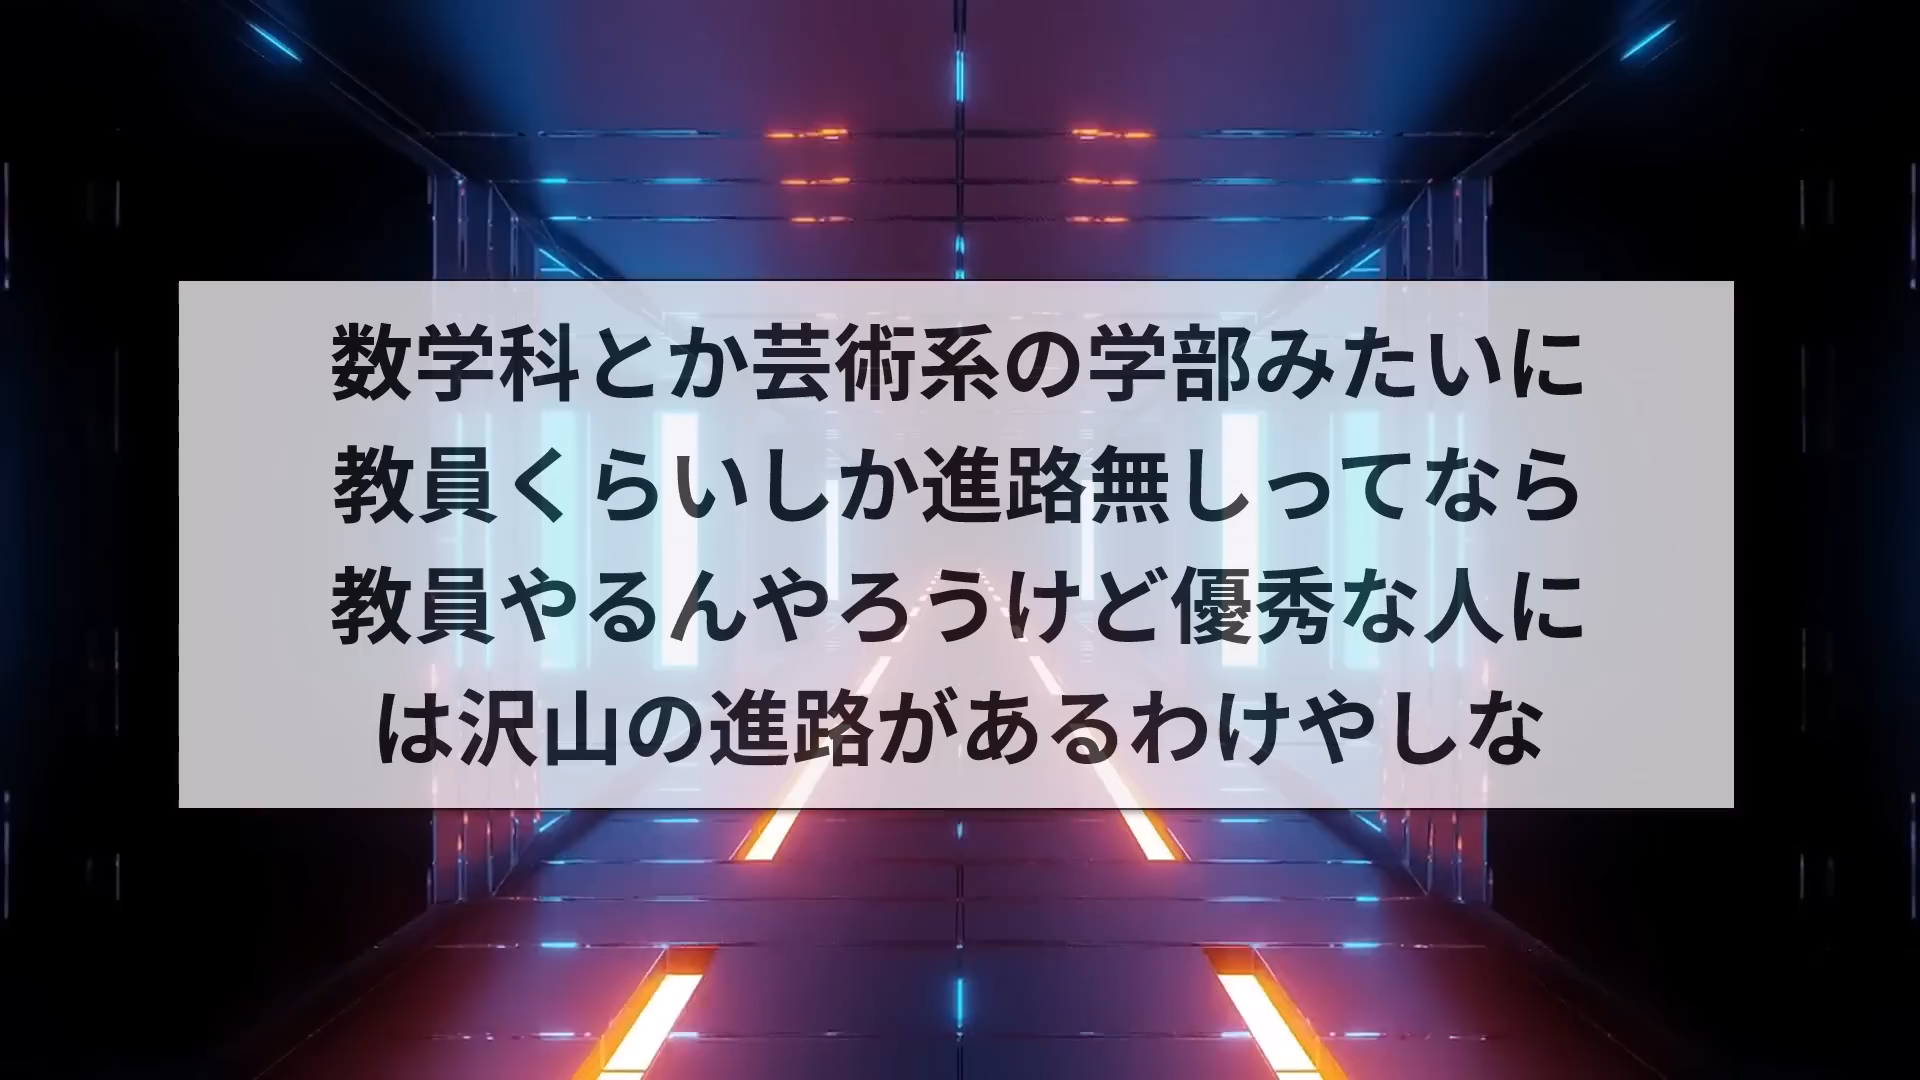 数学科とか芸術系の学部みたいに
教員くらいしか進路無しってなら
教員やるんやろうけど優秀な人に
は沢山の進路があるわけやしな